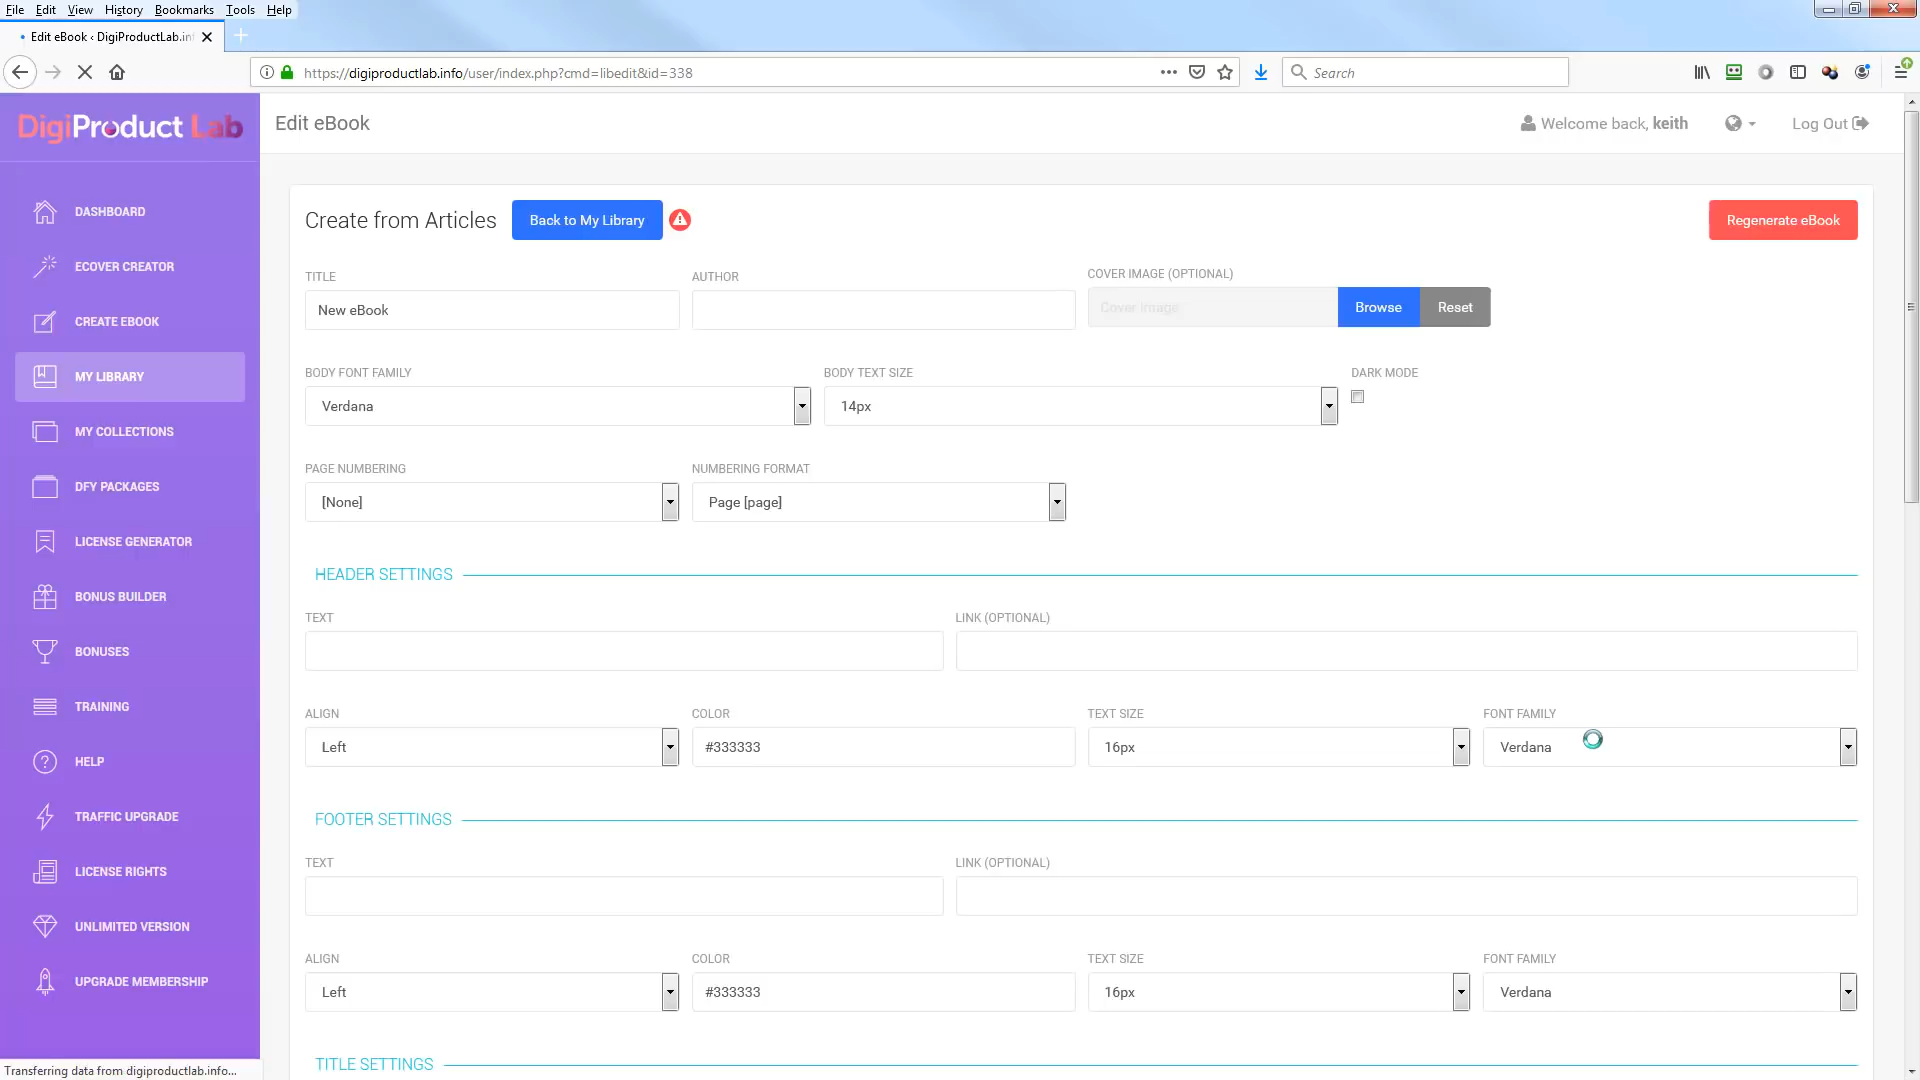 File Edit View History Bookmarks Tools Help
Edit eBook ‹ DigiProductLab.inf
https://digiproductlab.info/user/index.php?cmd=libedit&id=338
Search
DigiProduct Lab
Edit eBook
Welcome back, keith
Log Out
DASHBOARD
ECOVER CREATOR
CREATE EBOOK
MY LIBRARY
MY COLLECTIONS
DFY PACKAGES
LICENSE GENERATOR
BONUS BUILDER
BONUSES
TRAINING
HELP
TRAFFIC UPGRADE
LICENSE RIGHTS
UNLIMITED VERSION
UPGRADE MEMBERSHIP
Create from Articles Back to My Library Regenerate eBook
TITLE AUTHOR COVER IMAGE (OPTIONAL)
New eBook Cover Image Browse Reset
BODY FONT FAMILY BODY TEXT SIZE DARK MODE
Verdana 14px
PAGE NUMBERING NUMBERING FORMAT
[None] Page [page]
HEADER SETTINGS
TEXT LINK (OPTIONAL)
ALIGN COLOR TEXT SIZE FONT FAMILY
Left #333333 16px Verdana
FOOTER SETTINGS
TEXT LINK (OPTIONAL)
ALIGN COLOR TEXT SIZE FONT FAMILY
Left #333333 16px Verdana
TITLE SETTINGS
Transferring data from digiproductlab.info...